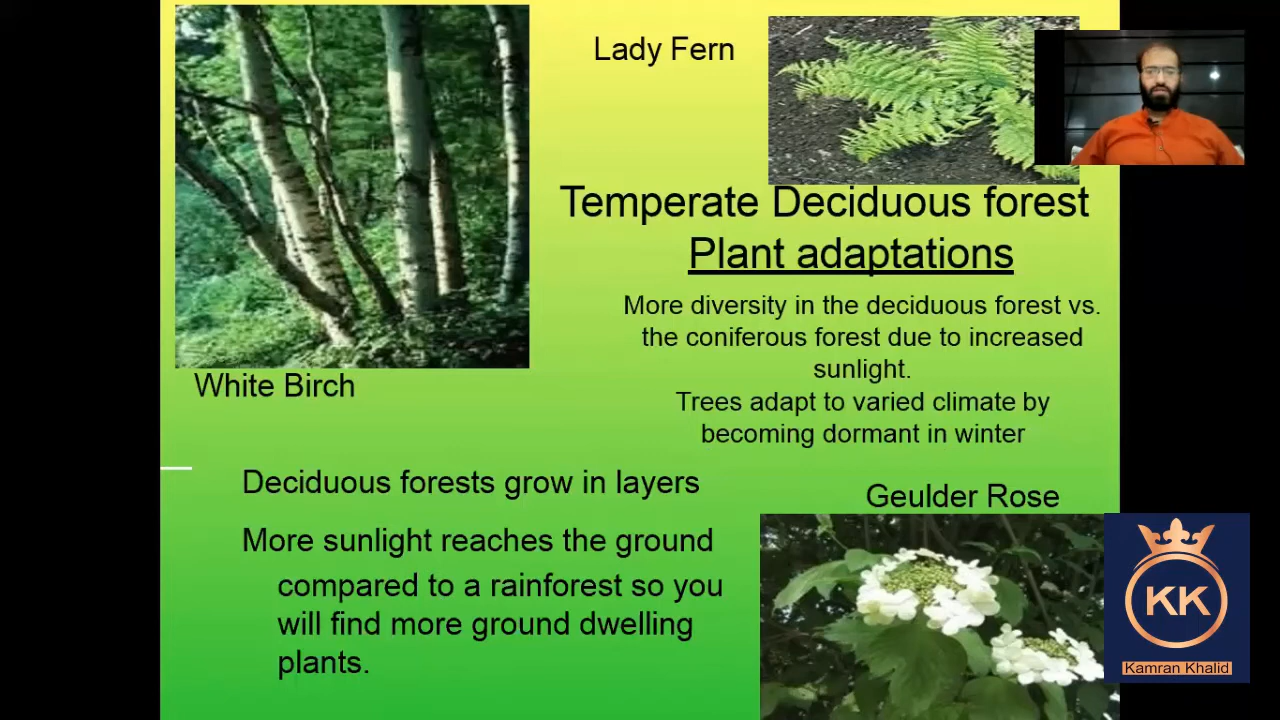 Lady Fern
Temperate Deciduous forest
Plant adaptations
More diversity in the deciduous forest vs.
the coniferous forest due to increased
sunlight.
Trees adapt to varied climate by
becoming dormant in winter
White Birch
Deciduous forests grow in layers
More sunlight reaches the ground
compared to a rainforest so you
will find more ground dwelling
plants.
Geulder Rose
KK
Kamran Khalid